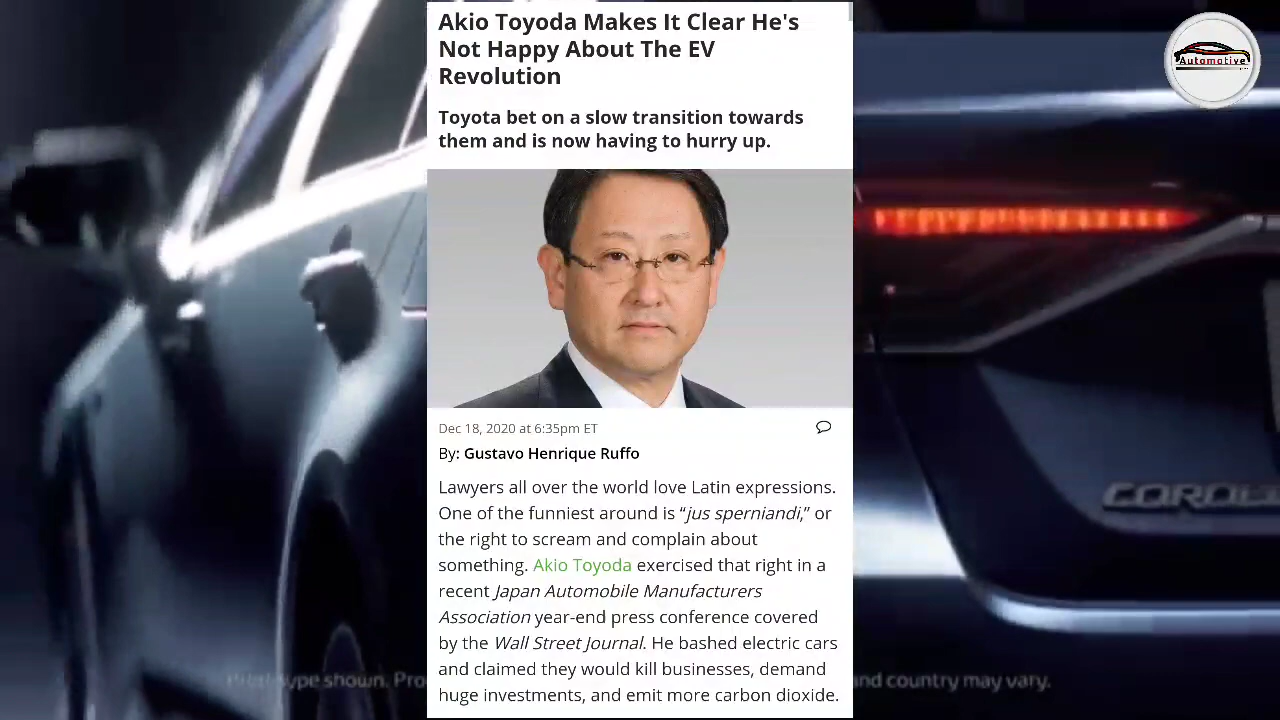 Akio Toyoda Makes It Clear He's
Not Happy About The EV
Revolution
Toyota bet on a slow transition towards
them and is now having to hurry up.
Dec 18, 2020 at 6:35pm ET
By: Gustavo Henrique Ruffo
Lawyers all over the world love Latin expressions.
One of the funniest around is “jus sperniandi,” or
the right to scream and complain about
something. Akio Toyoda exercised that right in a
recent Japan Automobile Manufacturers
Association year-end press conference covered
by the Wall Street Journal. He bashed electric cars
and claimed they would kill businesses, demand
huge investments, and emit more carbon dioxide.
Automotive
shown.
and country may vary.